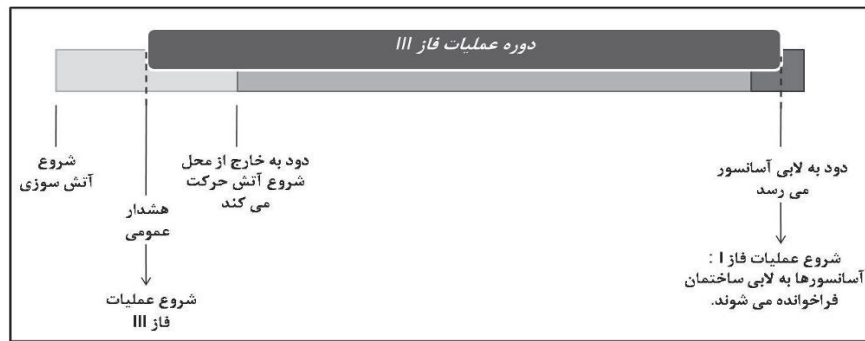 دوره عملیات فاز III
شروع
آتش سوزی
هشدار
عمومی
شروع عملیات
فاز III
دود به خارج از محل
شروع آتش حرکت
می کند
دود به لابی آسانسور
می رسد
شروع عملیات فاز I :
آسانسورها به لابی ساختمان
فراخوانده می شوند.